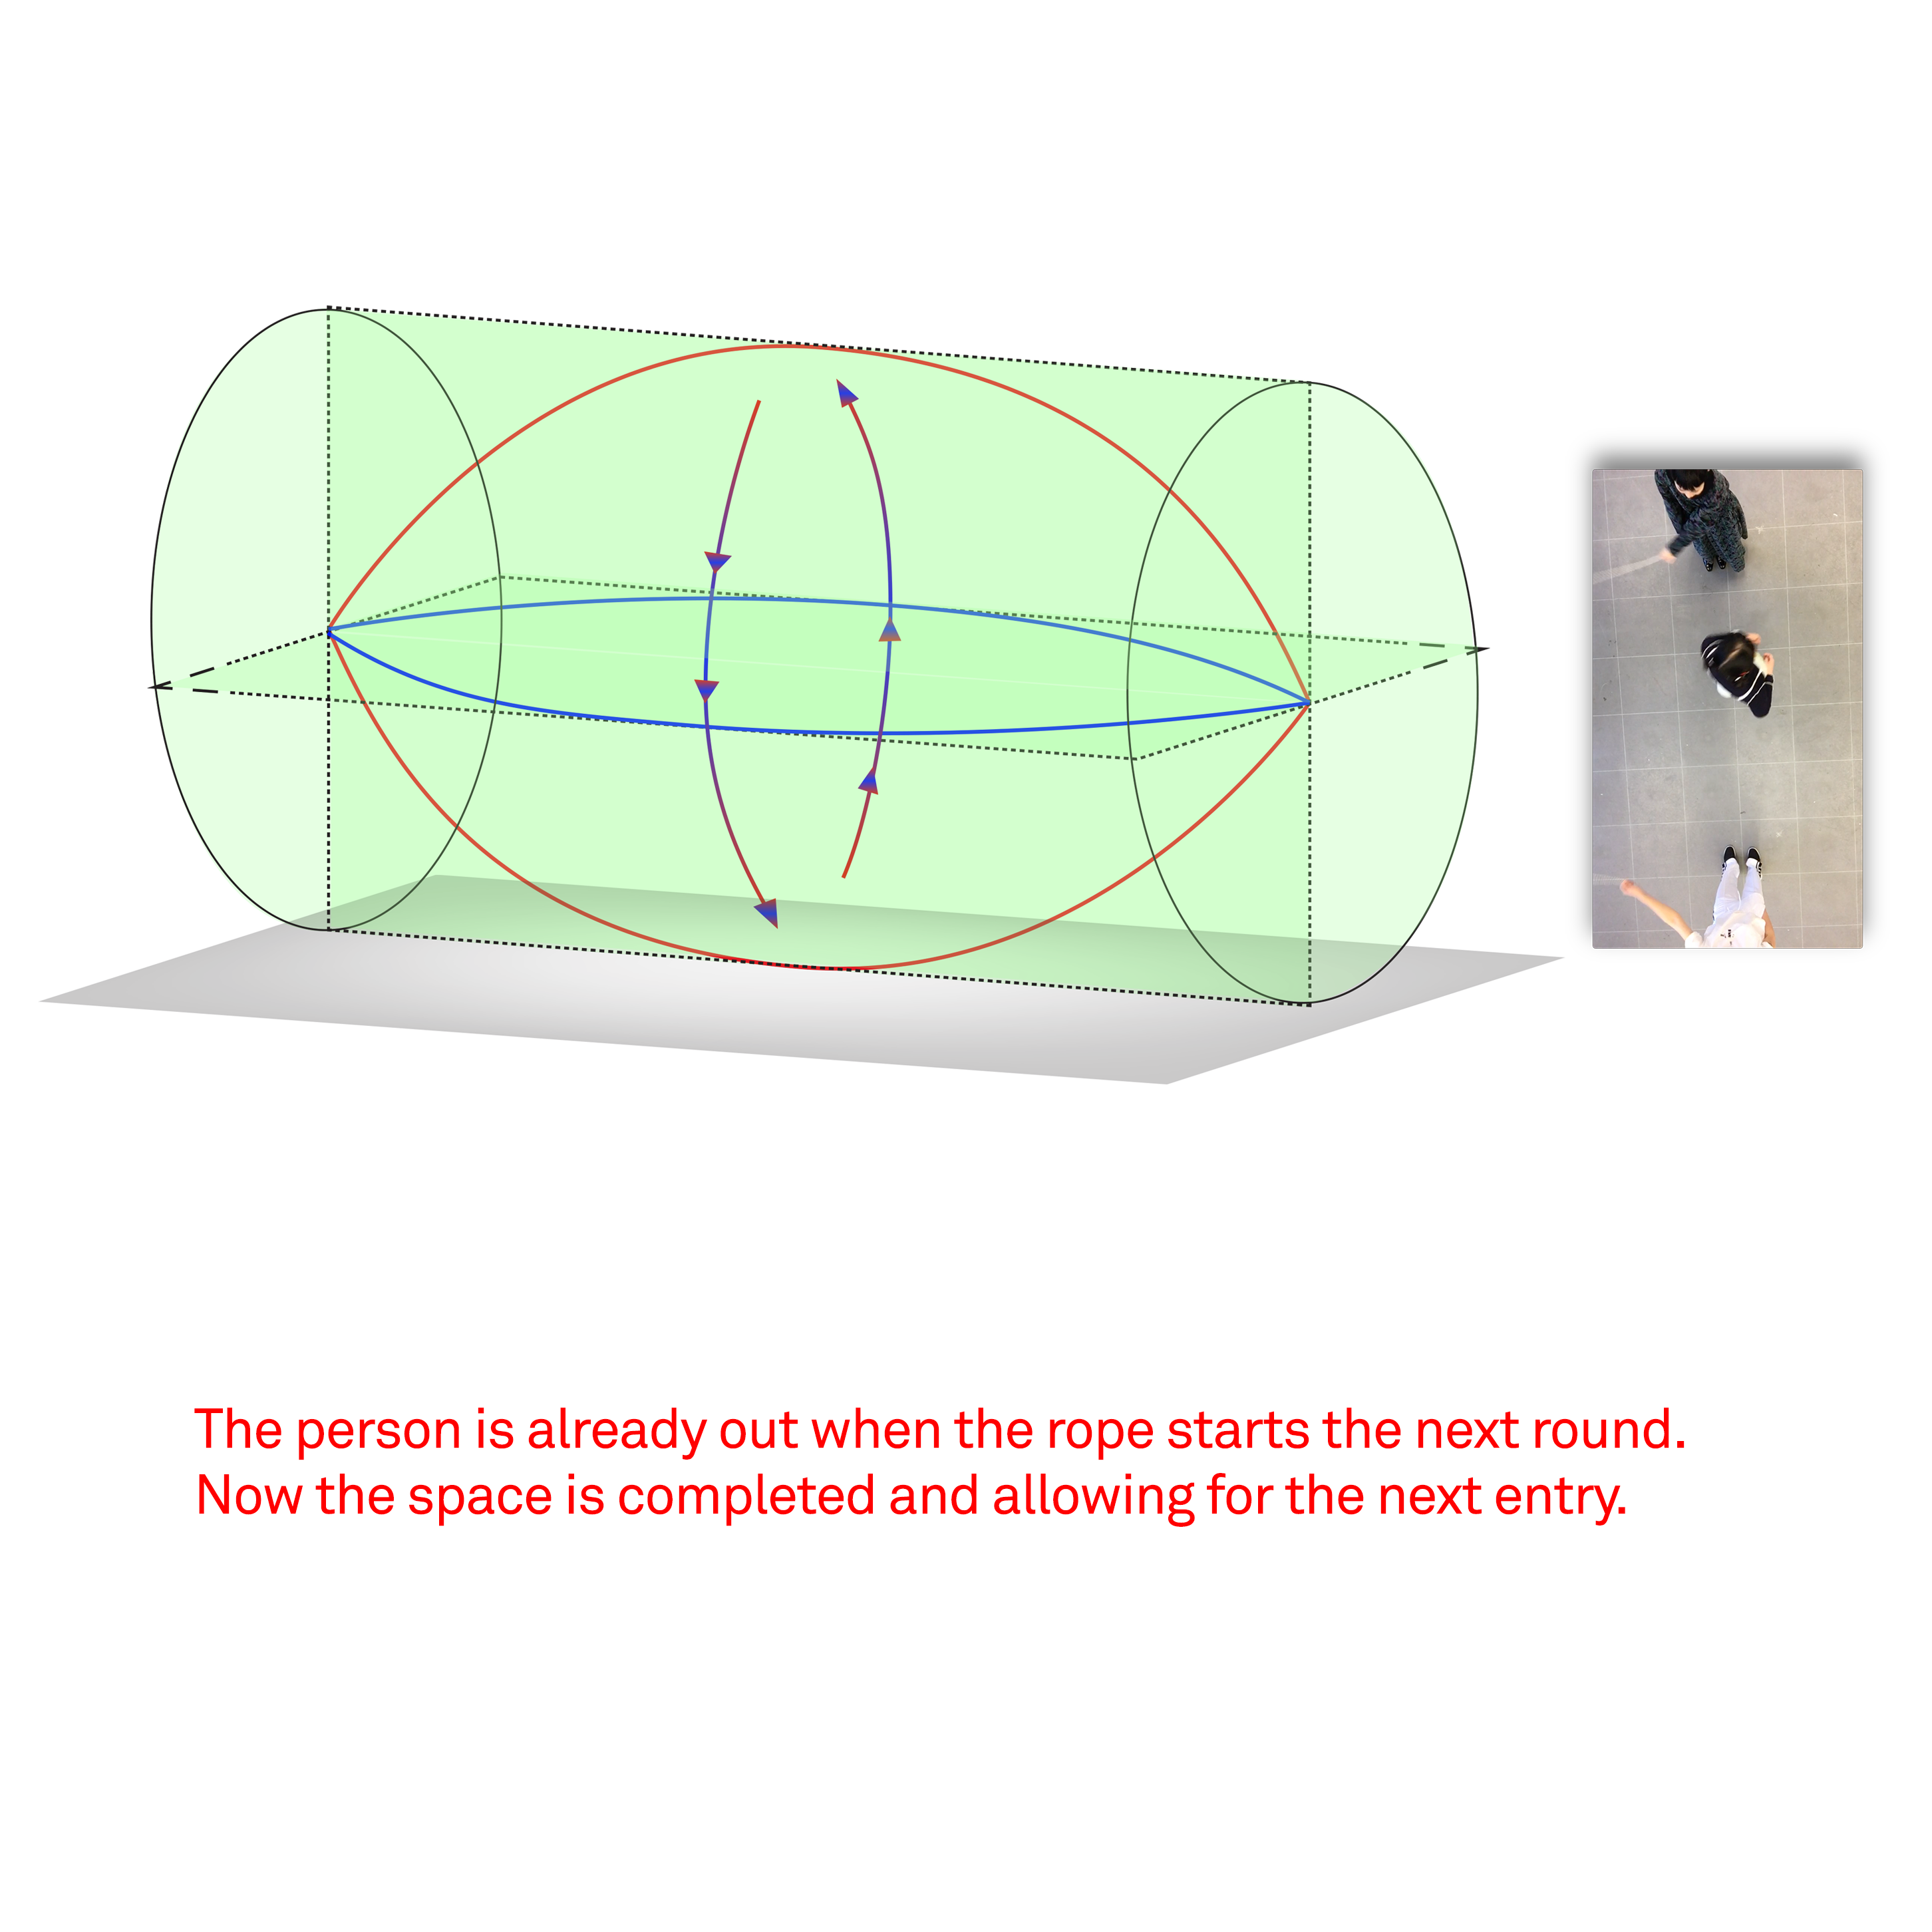 The person is already out when the rope starts the next round.
Now the space is completed and allowing for the next entry.